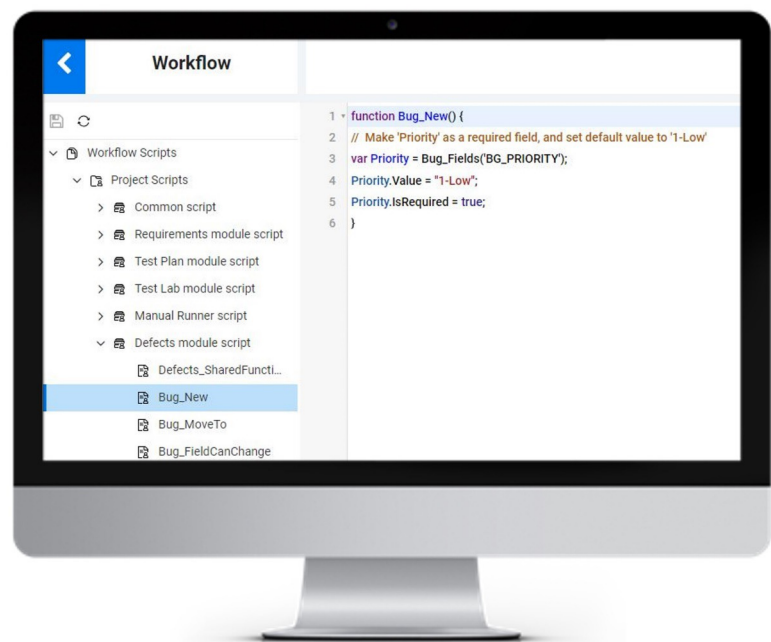 Workflow
Workflow Scripts
Project Scripts
Common script
Requirements module script
Test Plan module script
Test Lab module script
Manual Runner script
Defects module script
Defects_SharedFuncti...
Bug_New
Bug_MoveTo
Bug_FieldCanChange
1 function Bug_New() {
2 // Make 'Priority' as a required field, and set default value to '1-Low'
3 var Priority = Bug_Fields('BG_PRIORITY');
4 Priority.Value = "1-Low";
5 Priority.IsRequired = true;
6 }